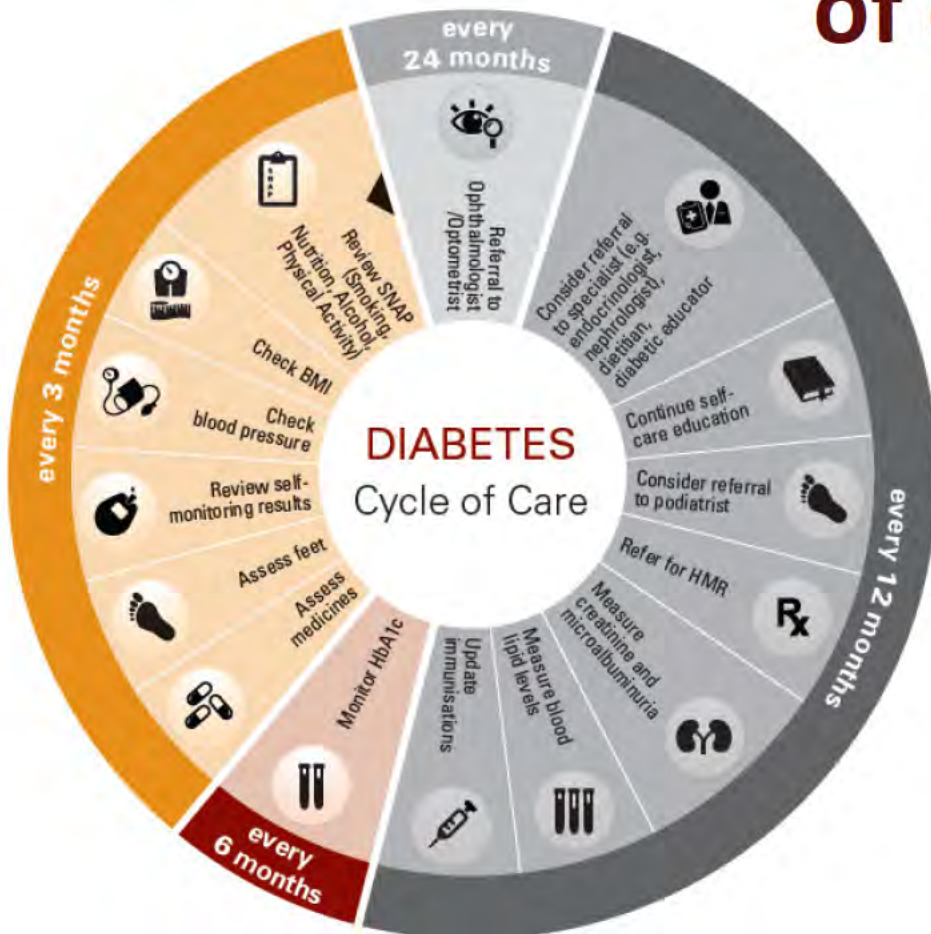 of
every
24 months
Referral to
Ophthalmologist
/Optometrist
Consider referral
to specialist (e.g.
endocrinologist,
nephrologist),
dietitian,
diabetic educator
Continue self-
care education
Consider referral
to podiatrist
Refer for HMR
Rx
Measure
creatinine and
microalbuminuria
Measure blood
lipid levels
Update
immunisations
every 12 months
Monitor HbA1c
every
6 months
Assess
medicines
Assess feet
Review self-
monitoring results
Check
blood pressure
Check BMI
Review SNAP
(Smoking,
Nutrition, Alcohol,
Physical Activity)
SNAP
every 3 months
DIABETES
Cycle of Care